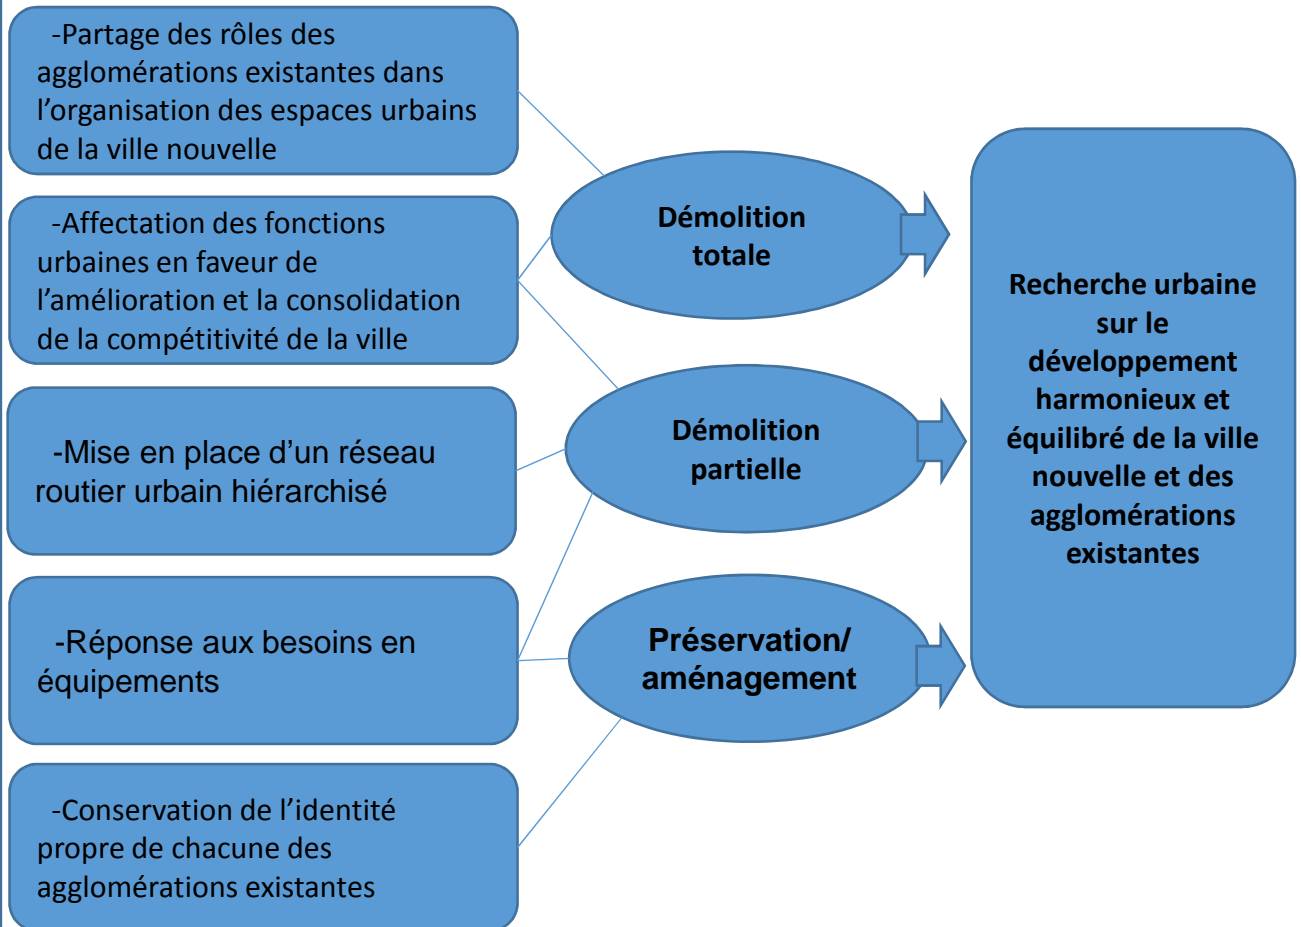 -Partage des rôles des
agglomérations existantes dans
l’organisation des espaces urbains
de la ville nouvelle
-Affectation des fonctions
urbaines en faveur de
l’amélioration et la consolidation
de la compétitivité de la ville
-Mise en place d’un réseau
routier urbain hiérarchisé
-Réponse aux besoins en
équipements
-Conservation de l’identité
propre de chacune des
agglomérations existantes
Démolition
totale
Démolition
partielle
Préservation/
aménagement
Recherche urbaine
sur le
développement
harmonieux et
équilibré de la ville
nouvelle et des
agglomérations
existantes